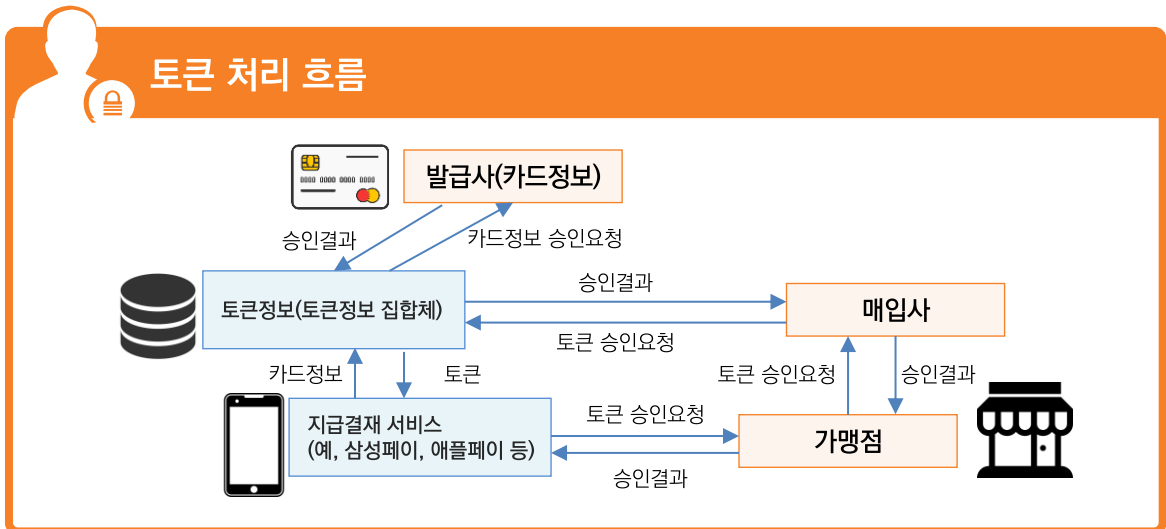 토큰 처리 흐름
0000 0000 0000 0000
발급사(카드정보)
승인결과
카드정보 승인요청
토큰정보(토큰정보 집합체)
승인결과
매입사
토큰 승인요청
카드정보
토큰
토큰 승인요청
승인결과
지급결재 서비스
(예, 삼성페이, 애플페이 등)
토큰 승인요청
가맹점
승인결과